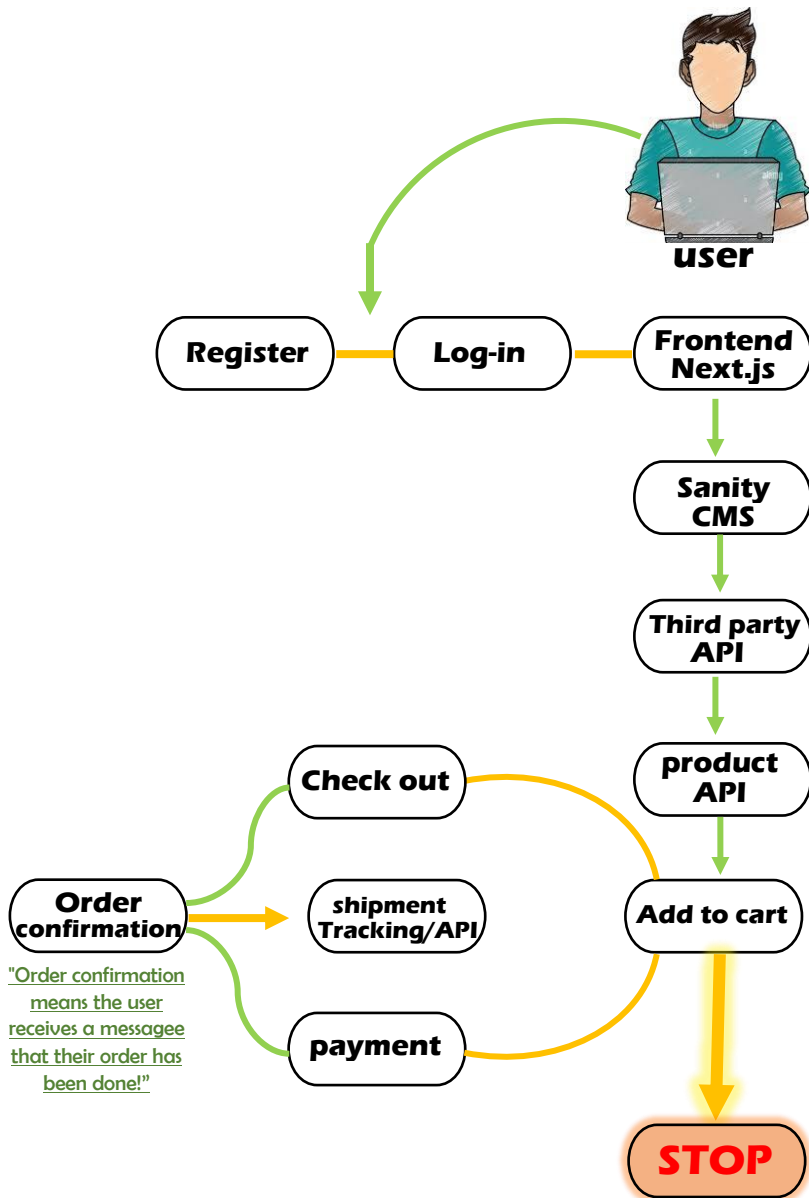 user
Register
Log-in
Frontend
Next.js
Sanity
CMS
Third party
API
product
API
Check out
Order
confirmation
shipment
Tracking/API
Add to cart
"Order confirmation
means the user
receives a messagee
that their order has
been done!”
payment
STOP